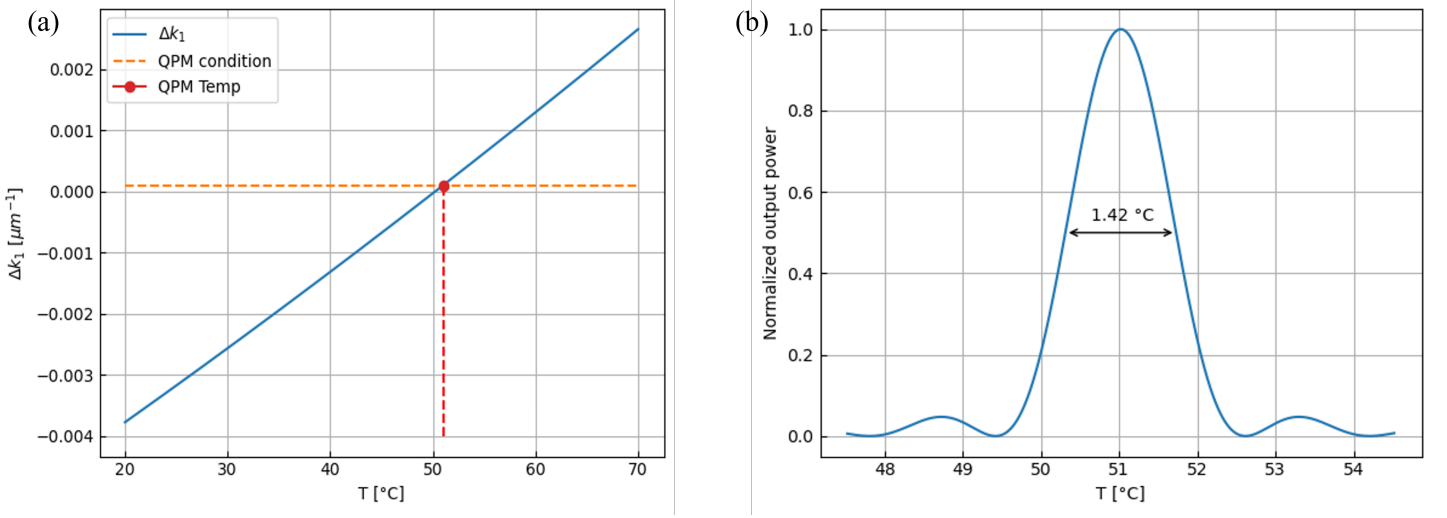 (a)
Δk₁
QPM condition
QPM Temp
0.002
0.001
0.000
−0.001
−0.002
−0.003
−0.004
Δk₁ [μm⁻¹]
20 30 40 50 60 70
T [°C]
(b)
1.0
0.8
0.6
0.4
0.2
0.0
Normalized output power
1.42 °C
48 49 50 51 52 53 54
T [°C]